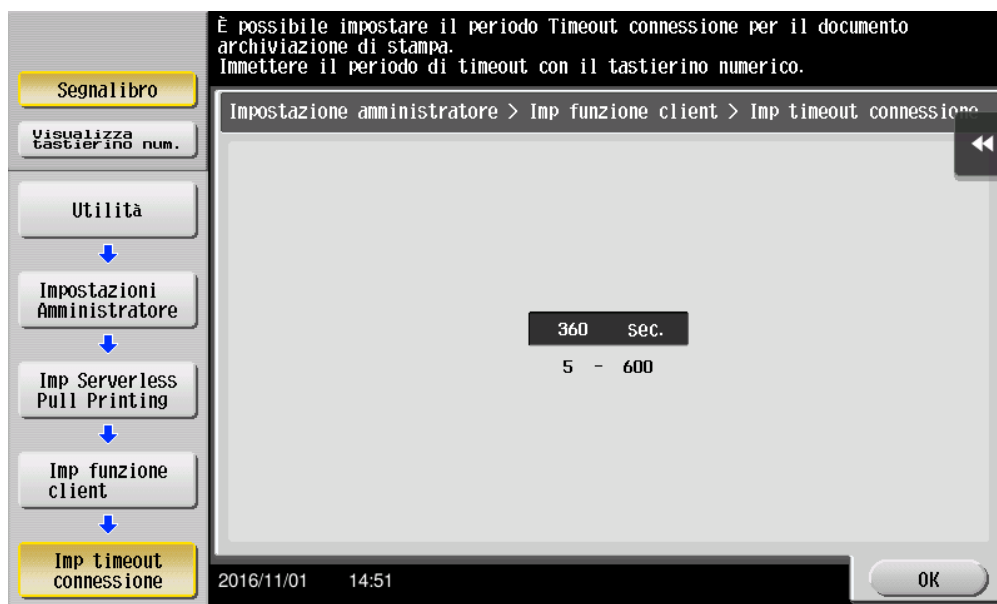 È possibile impostare il periodo Timeout connessione per il documento
archiviazione di stampa.
Immettere il periodo di timeout con il tastierino numerico.
Segnalibro
Visualizza
tastierino num.
Utilità
Impostazioni
Amministratore
Imp Serverless
Pull Printing
Imp funzione
client
Imp timeout
connessione
Impostazione amministratore > Imp funzione client > Imp timeout connessione
360 sec.
5 - 600
2016/11/01 14:51
OK